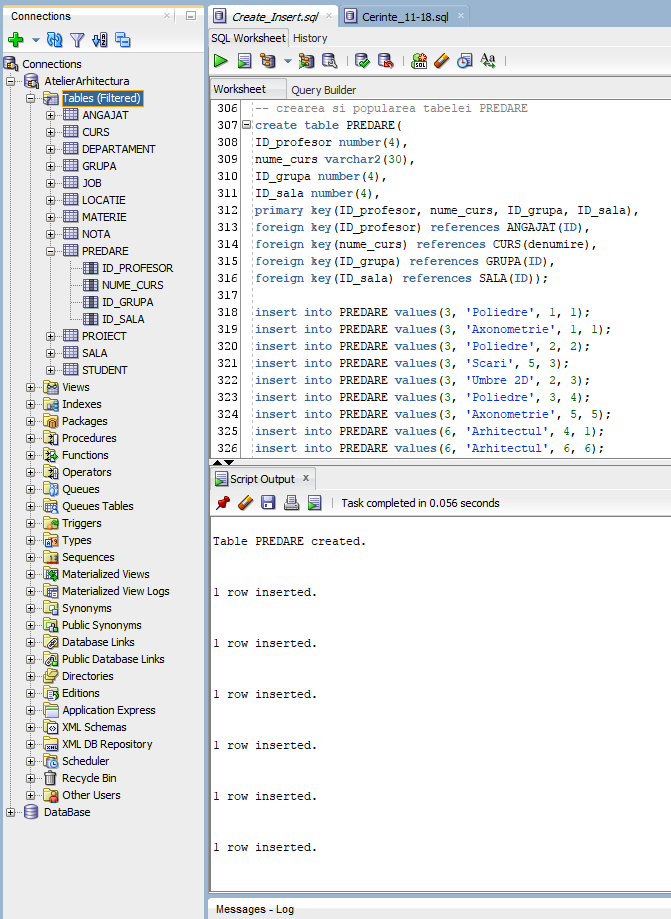 Connections
Connections
AtelierArhitectura
Tables (Filtered)
ANGAJAT
CURS
DEPARTAMENT
GRUPA
JOB
LOCATIE
MATERIE
NOTA
PREDARE
ID_PROFESOR
NUME_CURS
ID_GRUPA
ID_SALA
PROIECT
SALA
STUDENT
Views
Indexes
Packages
Procedures
Functions
Operators
Queues
Queues Tables
Triggers
Types
Sequences
Materialized Views
Materialized View Logs
Synonyms
Public Synonyms
Database Links
Public Database Links
Directories
Editions
Application Express
XML Schemas
XML DB Repository
Scheduler
Recycle Bin
Other Users
DataBase
Create_Insert.sql Cerinte_11-18.sql
SQL Worksheet History
Worksheet Query Builder
306 -- crearea si popularea tabelei PREDARE
307 create table PREDARE(
308 ID_profesor number(4),
309 nume_curs varchar2(30),
310 ID_grupa number(4),
311 ID_sala number(4),
312 primary key(ID_profesor, nume_curs, ID_grupa, ID_sala),
313 foreign key(ID_profesor) references ANGAJAT(ID),
314 foreign key(nume_curs) references CURS(denumire),
315 foreign key(ID_grupa) references GRUPA(ID),
316 foreign key(ID_sala) references SALA(ID));
317
318 insert into PREDARE values(3, 'Poliedre', 1, 1);
319 insert into PREDARE values(3, 'Axonometrie', 1, 1);
320 insert into PREDARE values(3, 'Poliedre', 2, 2);
321 insert into PREDARE values(3, 'Scari', 5, 3);
322 insert into PREDARE values(3, 'Umbre 2D', 2, 3);
323 insert into PREDARE values(3, 'Poliedre', 3, 4);
324 insert into PREDARE values(3, 'Axonometrie', 5, 5);
325 insert into PREDARE values(6, 'Arhitectul', 4, 1);
326 insert into PREDARE values(6, 'Arhitectul', 6, 6);
Script Output
Task completed in 0.056 seconds
Table PREDARE created.
1 row inserted.
1 row inserted.
1 row inserted.
1 row inserted.
1 row inserted.
1 row inserted.
Messages - Log